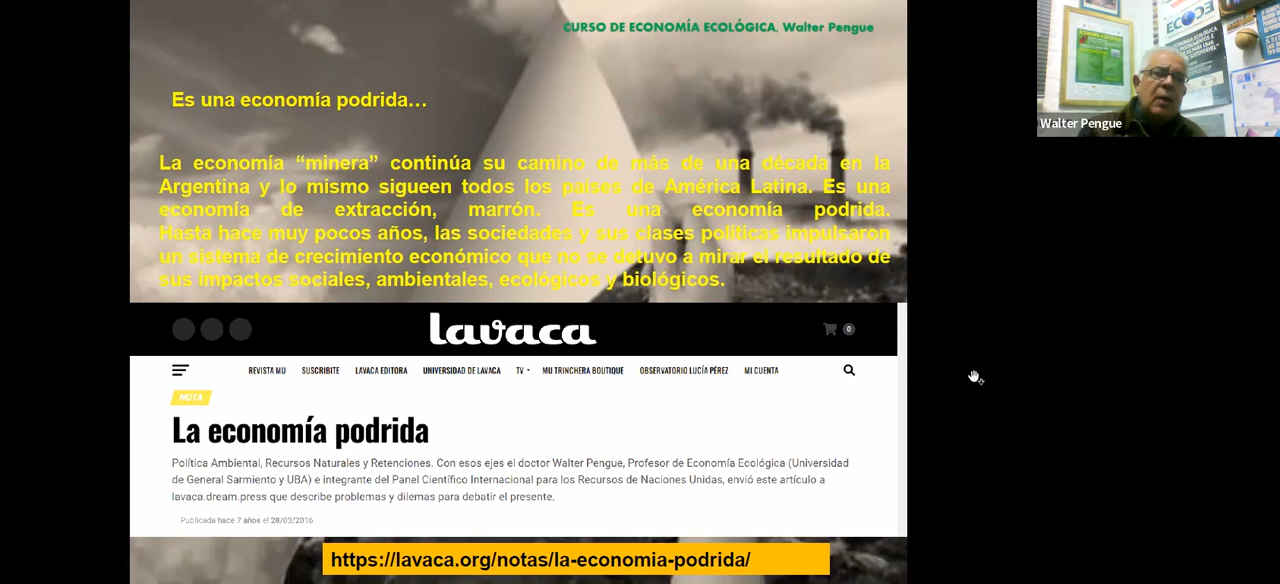 CURSO DE ECONOMÍA ECOLÓGICA. Walter Pengue
ECODE
Walter Pengue
Es una economía podrida...
La economía “minera” continúa su camino de más de una década en la
Argentina y lo mismo sigueen todos los países de América Latina. Es una
economía de extracción, marrón. Es una economía podrida.
Hasta hace muy pocos años, las sociedades y sus clases políticas impulsaron
un sistema de crecimiento económico que no se detuvo a mirar el resultado de
sus impactos sociales, ambientales, ecológicos y biológicos.
lavaca
0
REVISTA MU SUSCRIBITE LAVACA EDITORA UNIVERSIDAD DE LAVACA TV MU TRINCHERA BOUTIQUE OBSERVATORIO LUCÍA PÉREZ MI CUENTA
NOTA
La economía podrida
Política Ambiental, Recursos Naturales y Retenciones. Con esos ejes el doctor Walter Pengue, Profesor de Economía Ecológica (Universidad
de General Sarmiento y UBA) e integrante del Panel Científico Internacional para los Recursos de Naciones Unidas, envió este artículo a
lavaca.dream.press que describe problemas y dilemas para debatir el presente.
Publicada hace 7 años el 28/03/2016
https://lavaca.org/notas/la-economia-podrida/